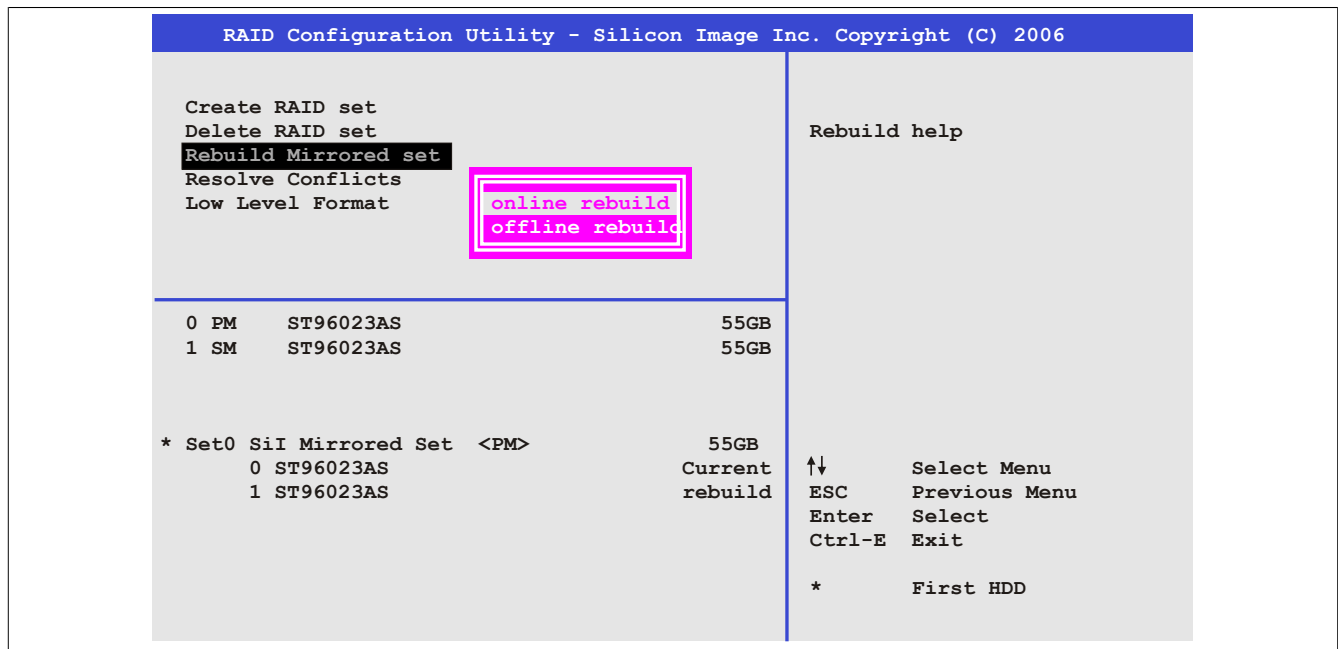 RAID Configuration Utility - Silicon Image Inc. Copyright (C) 2006
Create RAID set
Delete RAID set
Rebuild Mirrored set
Resolve Conflicts
Low Level Format
online rebuild
offline rebuild
Rebuild help
0 PM ST96023AS 55GB
1 SM ST96023AS 55GB
* Set0 SiI Mirrored Set <PM> 55GB
0 ST96023AS Current
1 ST96023AS rebuild
↑↓ Select Menu
ESC Previous Menu
Enter Select
Ctrl-E Exit
* First HDD